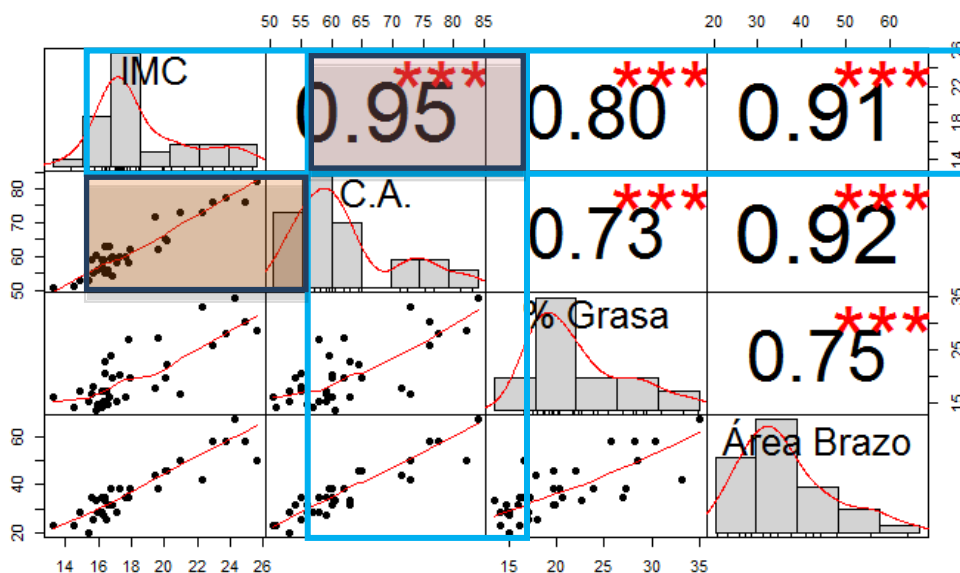 50 55 60 65 70 75 80 85
20 30 40 50 60
IMC
0.95 ***
0.80 ***
0.91 ***
14 18 22 26
50 60 70 80
C.A.
0.73 ***
0.92 ***
% Grasa
0.75 ***
15 25 35
20 40 60
Área Brazo
14 16 18 20 22 24 26
15 20 25 30 35